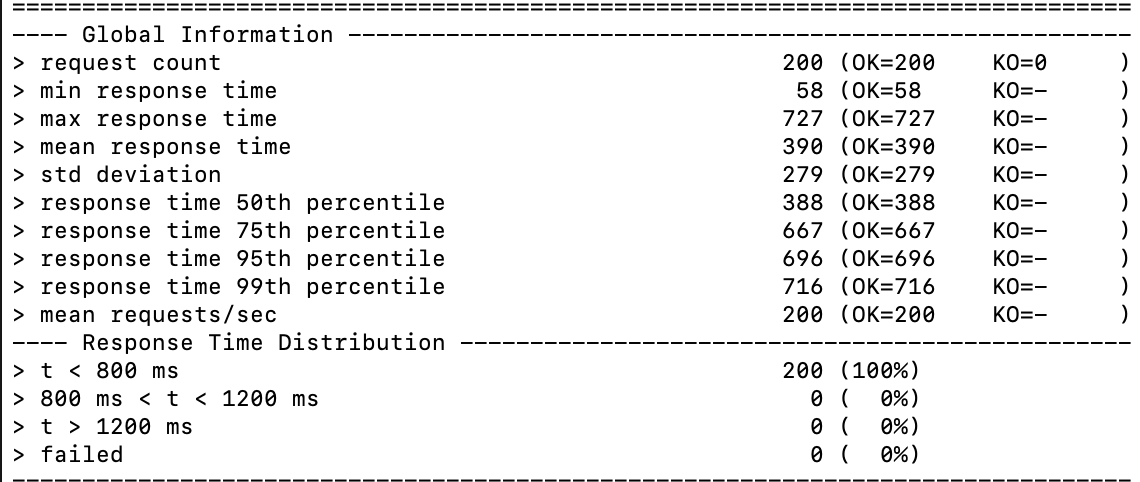 ================================================================================
---- Global Information --------------------------------------------------------
> request count                                        200 (OK=200    KO=0     )
> min response time                                     58 (OK=58     KO=-     )
> max response time                                    727 (OK=727    KO=-     )
> mean response time                                   390 (OK=390    KO=-     )
> std deviation                                        279 (OK=279    KO=-     )
> response time 50th percentile                        388 (OK=388    KO=-     )
> response time 75th percentile                        667 (OK=667    KO=-     )
> response time 95th percentile                        696 (OK=696    KO=-     )
> response time 99th percentile                        716 (OK=716    KO=-     )
> mean requests/sec                                    200 (OK=200    KO=-     )
---- Response Time Distribution ------------------------------------------------
> t < 800 ms                                           200 (100%)
> 800 ms < t < 1200 ms                                   0 (  0%)
> t > 1200 ms                                            0 (  0%)
> failed                                                 0 (  0%)
--------------------------------------------------------------------------------